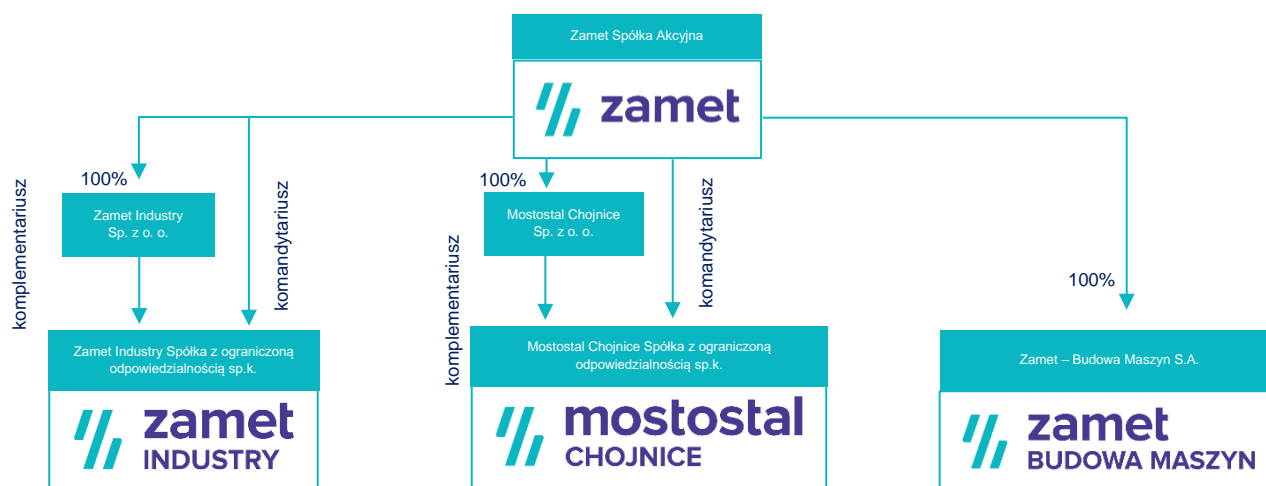 Zamet Spółka Akcyjna
zamet
100%
komplementariusz
Zamet Industry
Sp. z o. o.
komandytariusz
100%
komplementariusz
Mostostal Chojnice
Sp. z o. o.
komandytariusz
100%
Zamet Industry Spółka z ograniczoną
odpowiedzialnością sp.k.
zamet
INDUSTRY
Mostostal Chojnice Spółka z ograniczoną
odpowiedzialnością sp.k.
mostostal
CHOJNICE
Zamet – Budowa Maszyn S.A.
zamet
BUDOWA MASZYN